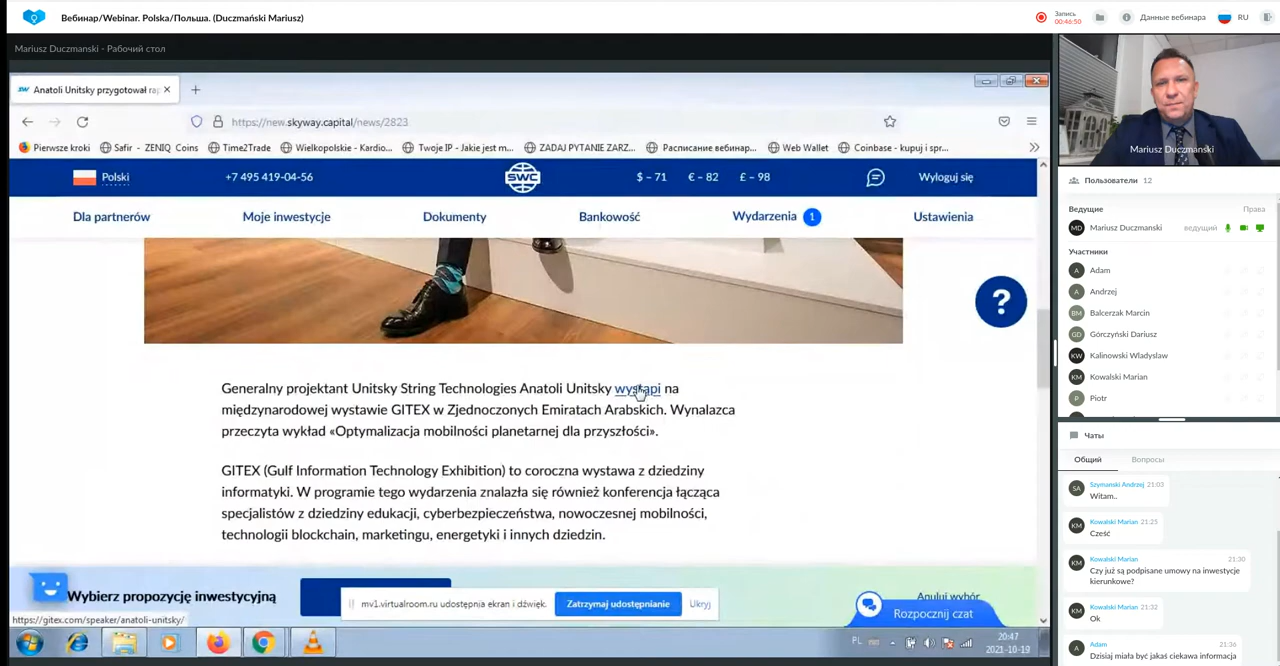 Вебинар/Webinar. Polska/Польша. (Duczmański Mariusz)
Запись
00:46:50
Данные вебинара
RU
Mariusz Duczmanski - Рабочий стол
Anatoli Unitsky przygotował ra
https://new.skyway.capital/news/2823
Pierwsze kroki
Safir - ZENIQ Coins
Time2Trade
Wielkopolskie - Kardio...
Twoje IP - Jakie jest m...
ZADAJ PYTANIE ZARZ...
Расписание вебинар...
Web Wallet
Coinbase - kupuj i spr...
Polski
+7 495 419-04-56
SWC
$ – 71
€ – 82
£ – 98
Wyloguj się
Dla partnerów
Moje inwestycje
Dokumenty
Bankowość
Wydarzenia 1
Ustawienia
?
Generalny projektant Unitsky String Technologies Anatoli Unitsky wystąpi na
międzynarodowej wystawie GITEX w Zjednoczonych Emiratach Arabskich. Wynalazca
przeczyta wykład «Optymalizacja mobilności planetarnej dla przyszłości».
GITEX (Gulf Information Technology Exhibition) to coroczna wystawa z dziedziny
informatyki. W programie tego wydarzenia znalazła się również konferencja łącząca
specjalistów z dziedziny edukacji, cyberbezpieczeństwa, nowoczesnej mobilności,
technologii blockchain, marketingu, energetyki i innych dziedzin.
Wybierz propozycję inwestycyjną
mv1.virtualroom.ru udostępnia ekran i dźwięk.
Zatrzymaj udostępnianie
Ukryj
Anuluj wybór
Rozpocznij czat
https://gitex.com/speaker/anatoli-unitsky/
PL
20:47
2021-10-19
Mariusz Duczmanski
Пользователи 12
Ведущие
Права
MD
Mariusz Duczmanski
ведущий
Участники
A
Adam
A
Andrzej
BM
Balcerzak Marcin
GD
Górczyński Dariusz
KW
Kalinowski Wladyslaw
KM
Kowalski Marian
P
Piotr
Чаты
Общий
Вопросы
SA
Szymanski Andrzej 21:03
Witam..
KM
Kowalski Marian 21:25
Cześć
KM
Kowalski Marian 21:30
Czy już są podpisane umowy na inwestycje
kierunkowe?
KM
Kowalski Marian 21:32
Ok
A
Adam 21:36
Dzisiaj miała być jakaś ciekawa informacja